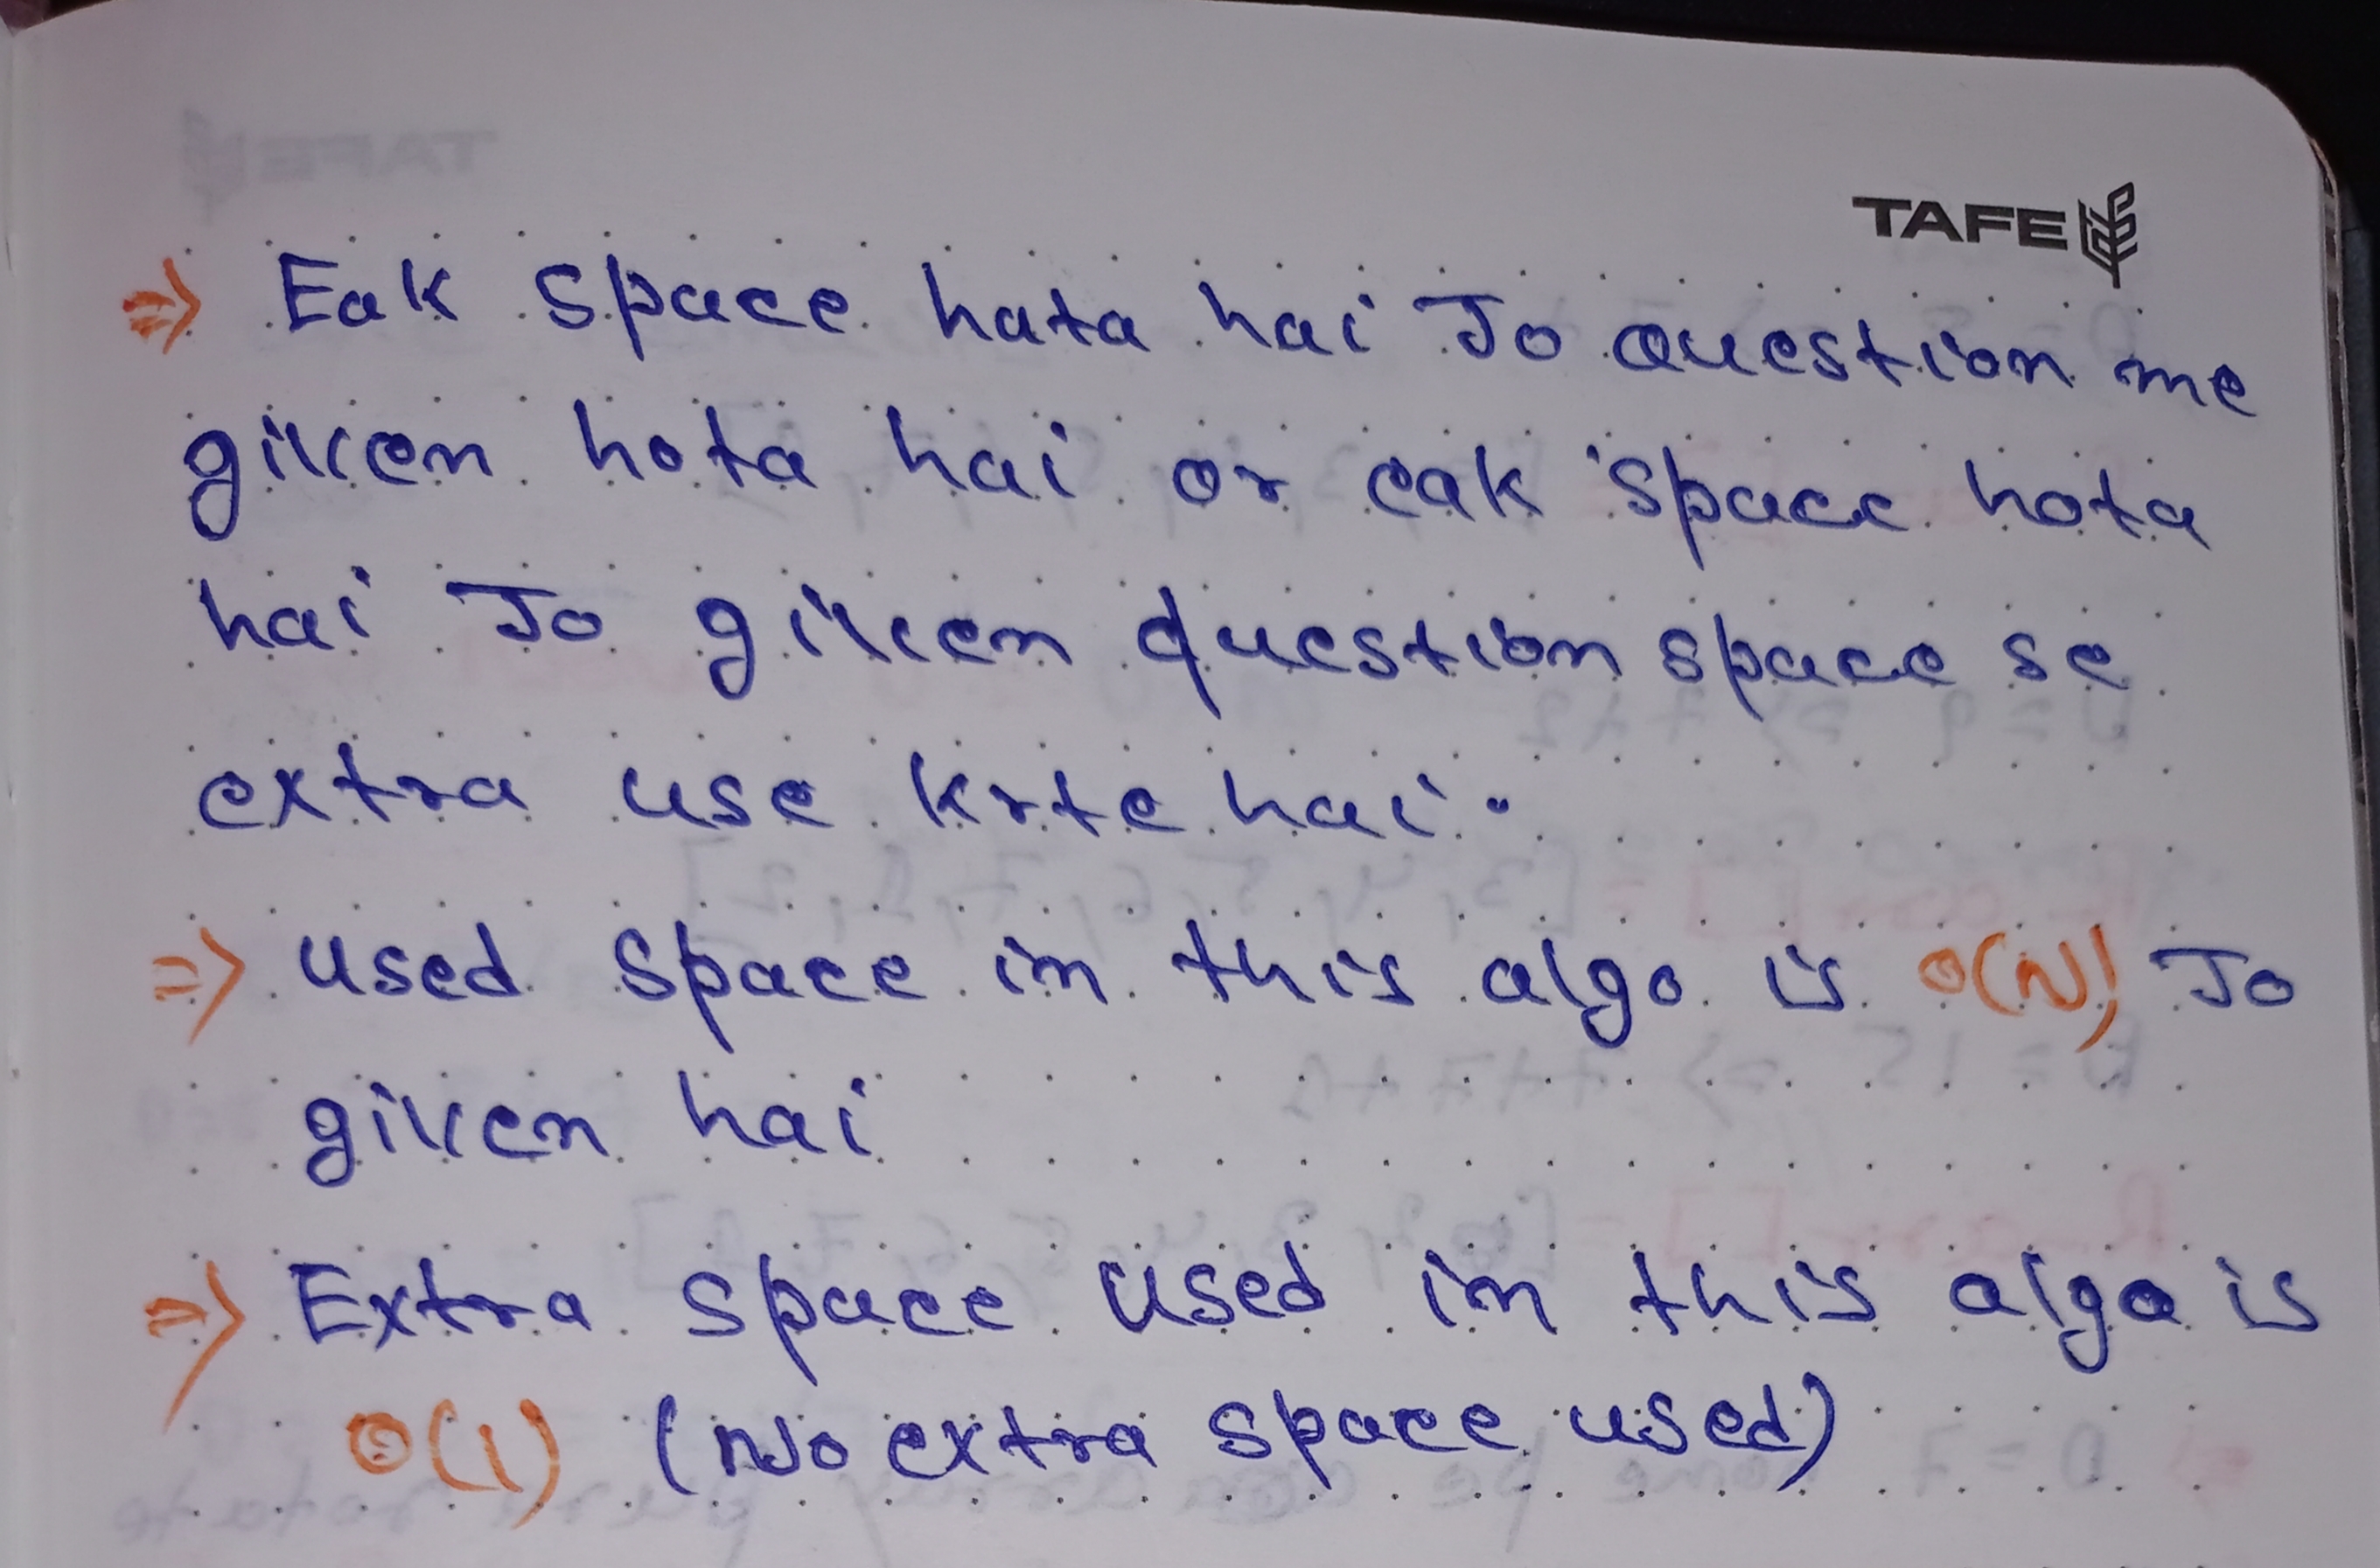 TAFE
⇒ Eak space hata hai Jo question me
given hota hai or eak space hota
hai Jo given question space se
extra use krte hai.
⇒ used space in this algo is O(N) Jo
given hai
⇒ Extra space used in this algo is
O(1) (No extra space used)